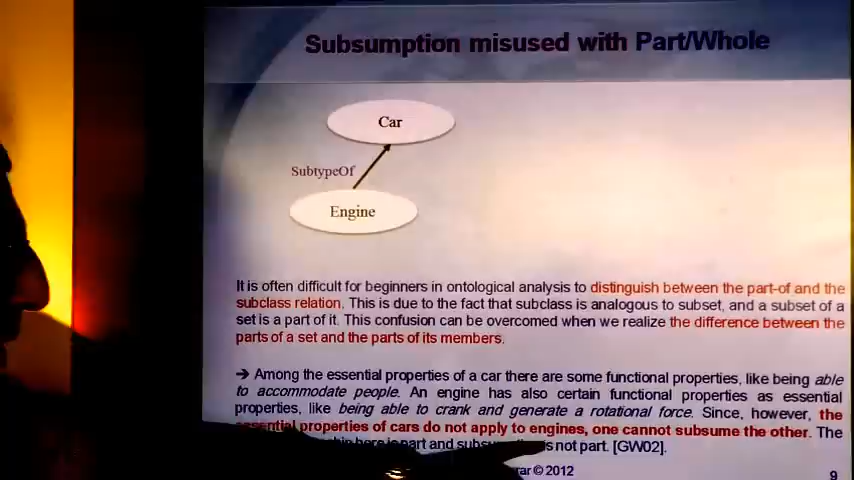 Subsumption misused with Part/Whole
Car
SubtypeOf
Engine
It is often difficult for beginners in ontological analysis to distinguish between the part-of and the
subclass relation. This is due to the fact that subclass is analogous to subset, and a subset of a
set is a part of it. This confusion can be overcomed when we realize the difference between the
parts of a set and the parts of its members.
➔ Among the essential properties of a car there are some functional properties, like being able
to accommodate people. An engine has also certain functional properties as essential
properties, like being able to crank and generate a rotational force. Since, however, the
essential properties of cars do not apply to engines, one cannot subsume the other. The
here is part and is not part. [GW02].
© 2012
9